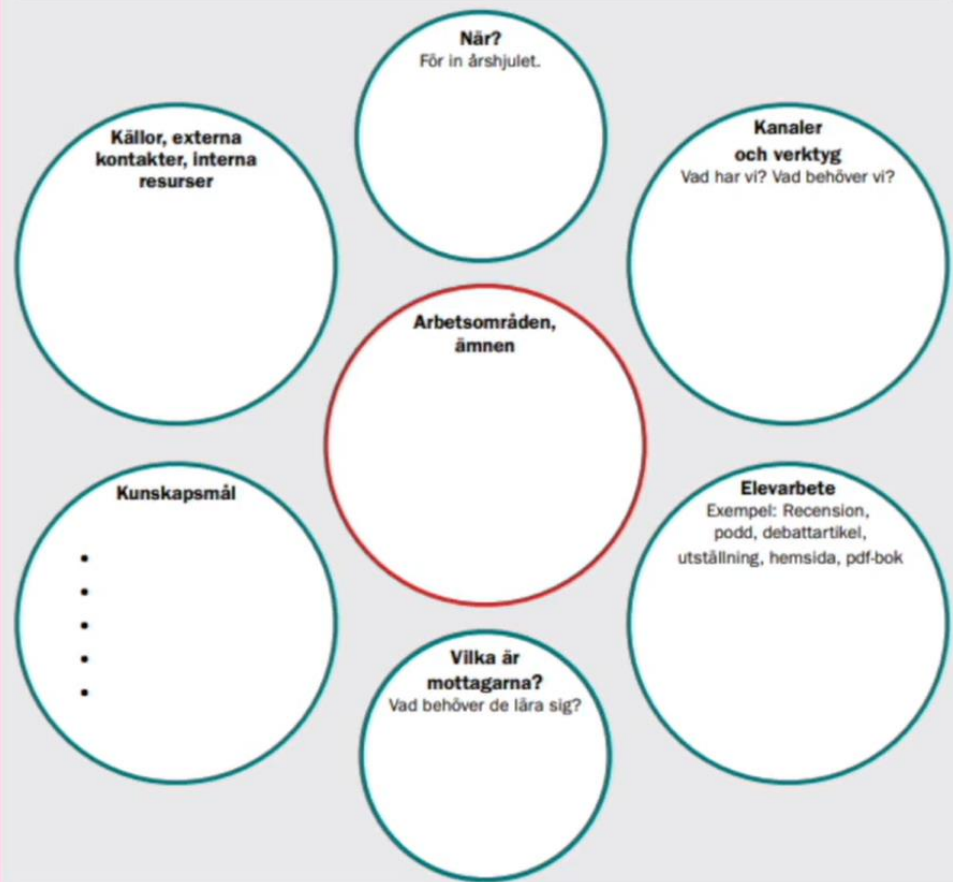 När?
För in årshjulet.
Källor, externa
kontakter, interna
resurser
Kanaler
och verktyg
Vad har vi? Vad behöver vi?
Arbetsområden,
ämnen
Kunskapsmål
•
•
•
•
•
Elevarbete
Exempel: Recension,
podd, debattartikel,
utställning, hemsida, pdf-bok
Vilka är
mottagarna?
Vad behöver de lära sig?